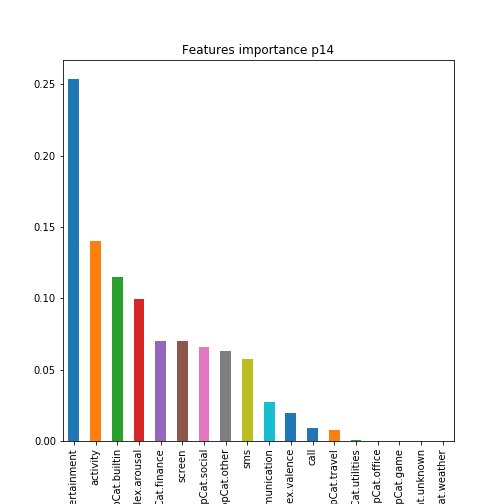 Features importance p14
0.25
0.20
0.15
0.10
0.05
0.00
ertainment
activity
pCat.builtin
lex.arousal
Cat.finance
screen
pCat.social
pCat.other
sms
munication
ex.valence
call
pCat.travel
Cat.utilities
pCat.office
pCat.game
t.unknown
at.weather